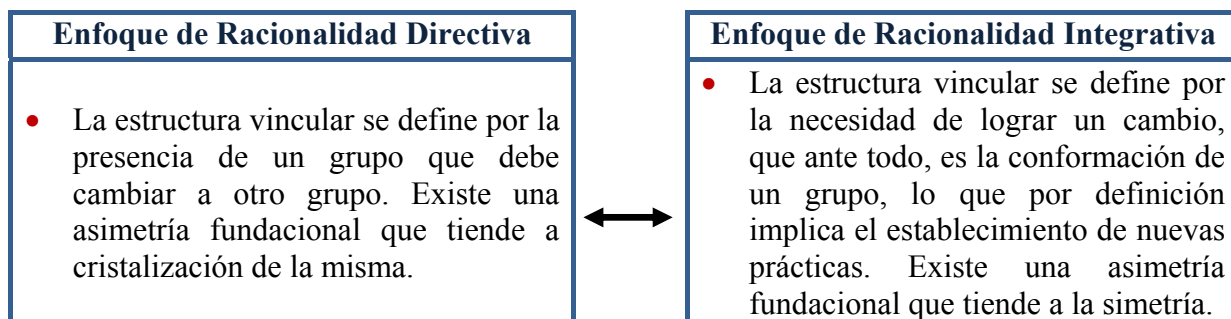 Enfoque de Racionalidad Directiva
• La estructura vincular se define por la
presencia de un grupo que debe
cambiar a otro grupo. Existe una
asimetría fundacional que tiende a
cristalización de la misma.
Enfoque de Racionalidad Integrativa
• La estructura vincular se define por
la necesidad de lograr un cambio,
que ante todo, es la conformación de
un grupo, lo que por definición
implica el establecimiento de nuevas
prácticas. Existe una asimetría
fundacional que tiende a la simetría.